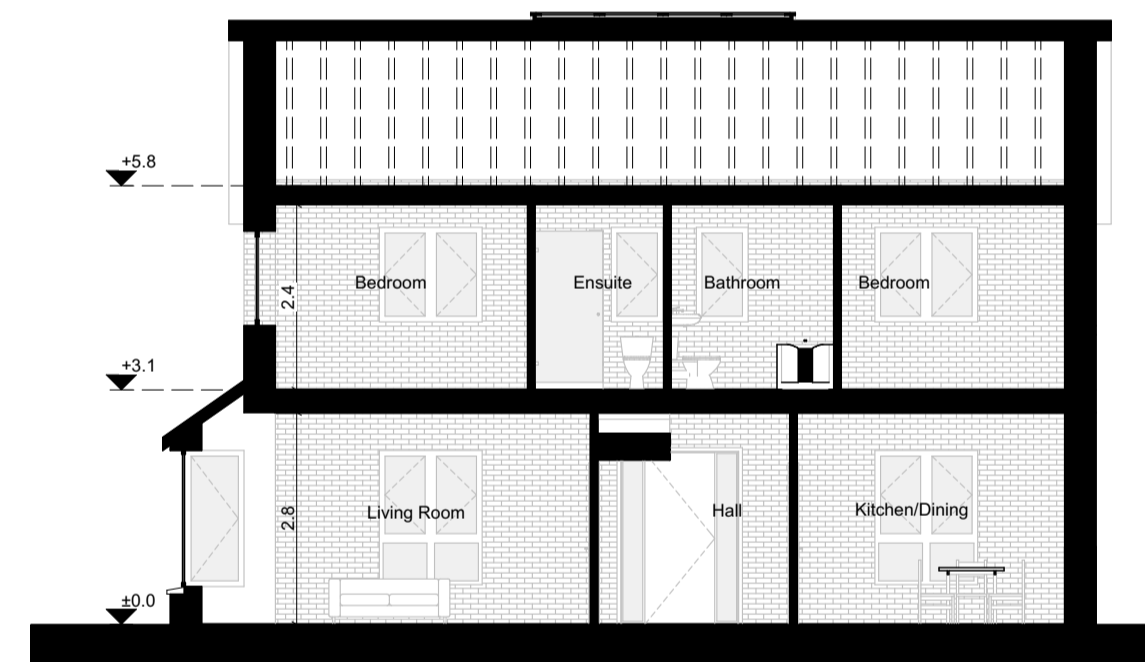 +5.8
Bedroom
Ensuite
Bathroom
Bedroom
2.4
+3.1
Living Room
Hall
Kitchen/Dining
2.8
±0.0